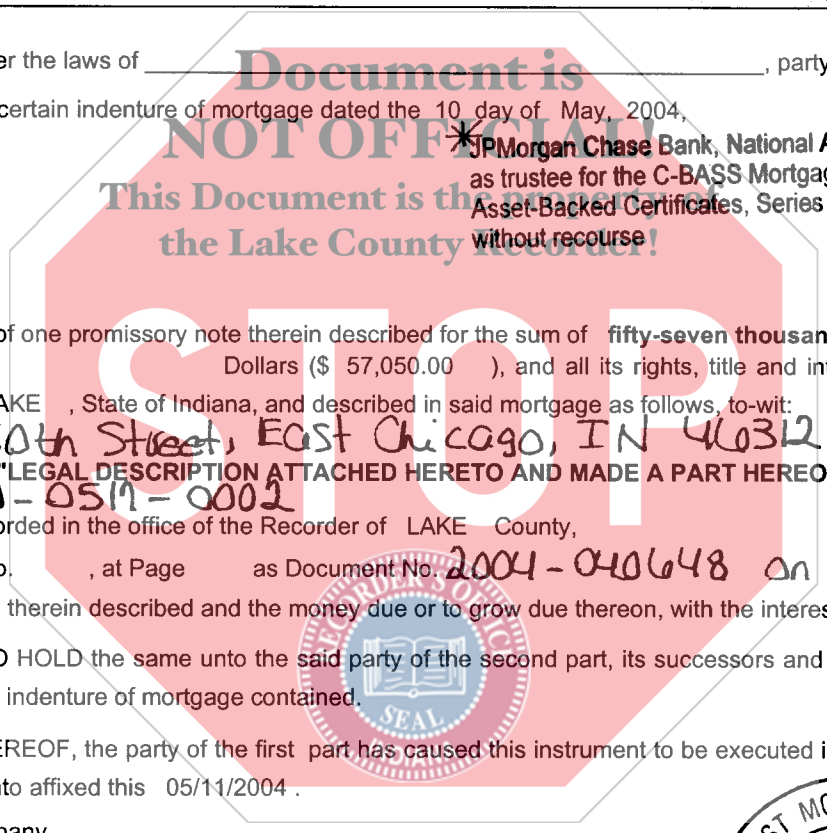 er the laws of , party
certain indenture of mortgage dated the 10 day of May, 2004,
*JPMorgan Chase Bank, National A
as trustee for the C-BASS Mortgag
Asset-Backed Certificates, Series
without recourse
Document is
NOT OFFICIAL!
This Document is the property of
the Lake County Recorder!
STOP
of one promissory note therein described for the sum of fifty-seven thousan
Dollars ($ 57,050.00 ), and all its rights, title and int
AKE , State of Indiana, and described in said mortgage as follows, to-wit:
0th Street, East Chicago, IN 46312
"LEGAL DESCRIPTION ATTACHED HERETO AND MADE A PART HEREO
-0002
orded in the office of the Recorder of LAKE County,
o. , at Page as Document No. 2004-040648 on
therein described and the money due or to grow due thereon, with the interes
O HOLD the same unto the said party of the second part, its successors and
indenture of mortgage contained.
RECORDER'S OFFICE
SEAL
INDIANA
EREOF, the party of the first part has caused this instrument to be executed i
to affixed this 05/11/2004 .
pany
ST MO